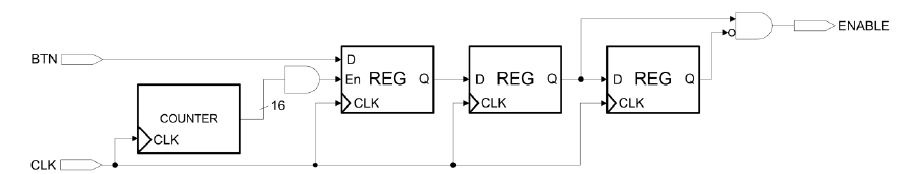 ENABLE
BTN
D
En REG Q
CLK
D REG Q
CLK
D REG Q
CLK
16
COUNTER
CLK
CLK